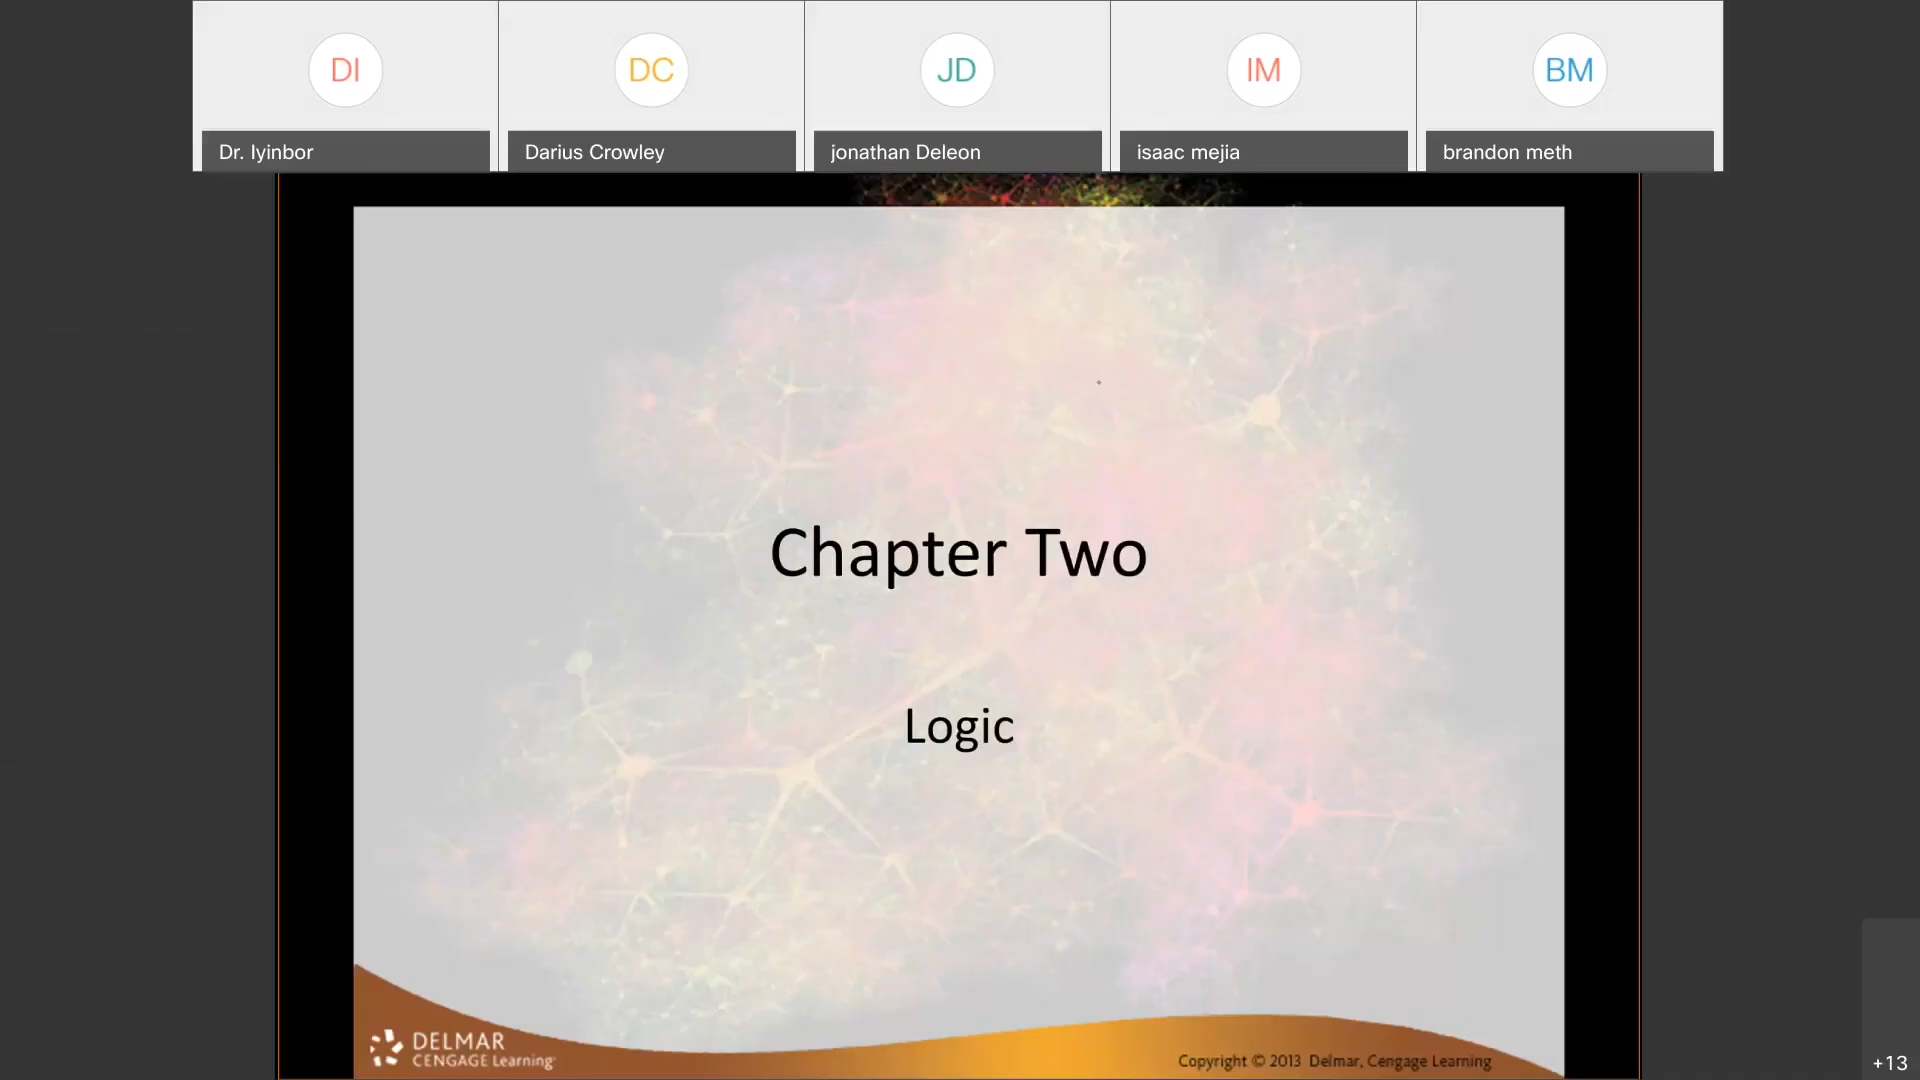 DI
DC
JD
IM
BM
Dr. Iyinbor
Darius Crowley
jonathan Deleon
isaac mejia
brandon meth
Chapter Two
Logic
DELMAR
CENGAGE Learning
Copyright © 2013 Delmar, Cengage Learning
+13